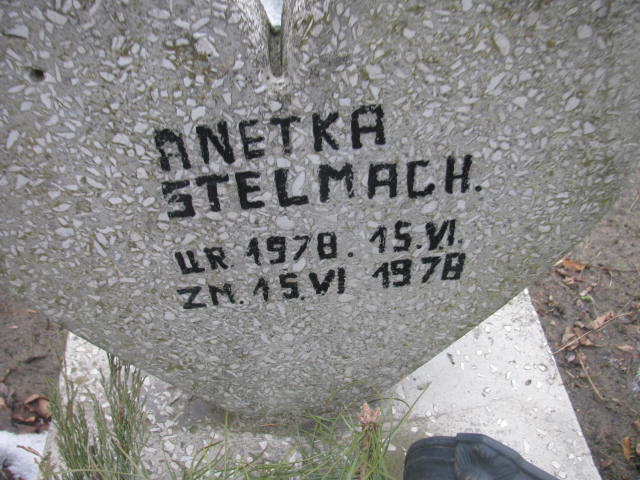 ANETKA
STELMACH.
UR 1978. 15.VI.
ZM. 15.VI 1978